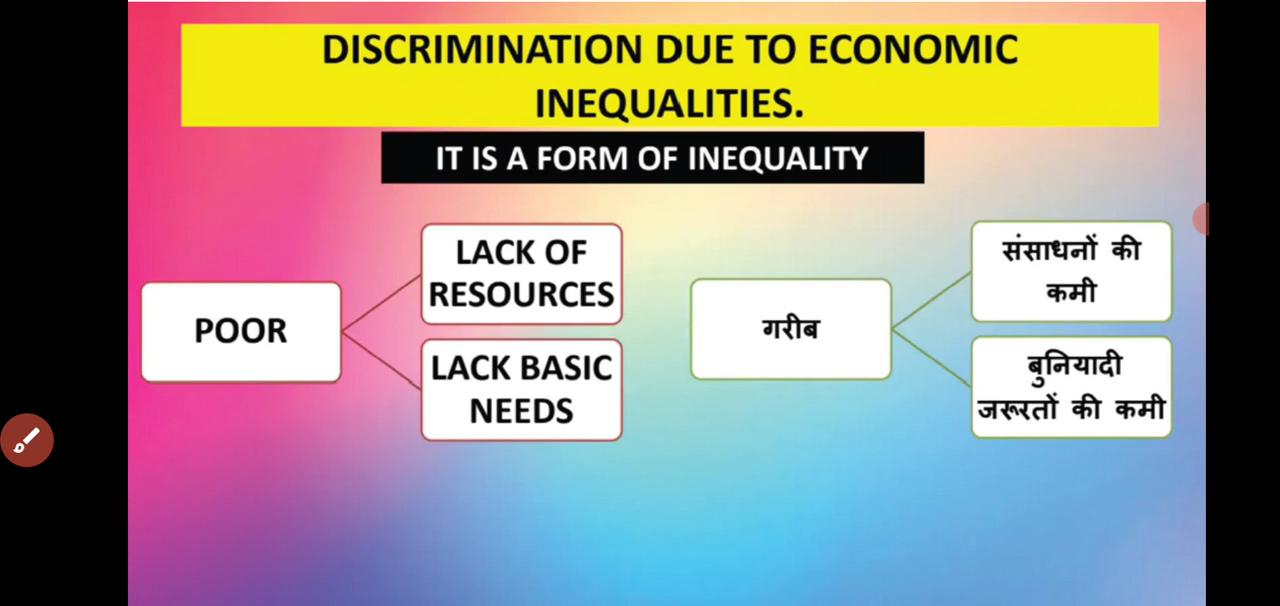 DISCRIMINATION DUE TO ECONOMIC
INEQUALITIES.
IT IS A FORM OF INEQUALITY
POOR
LACK OF
RESOURCES
LACK BASIC
NEEDS
गरीब
संसाधनों की
कमी
बुनियादी
जरूरतों की कमी